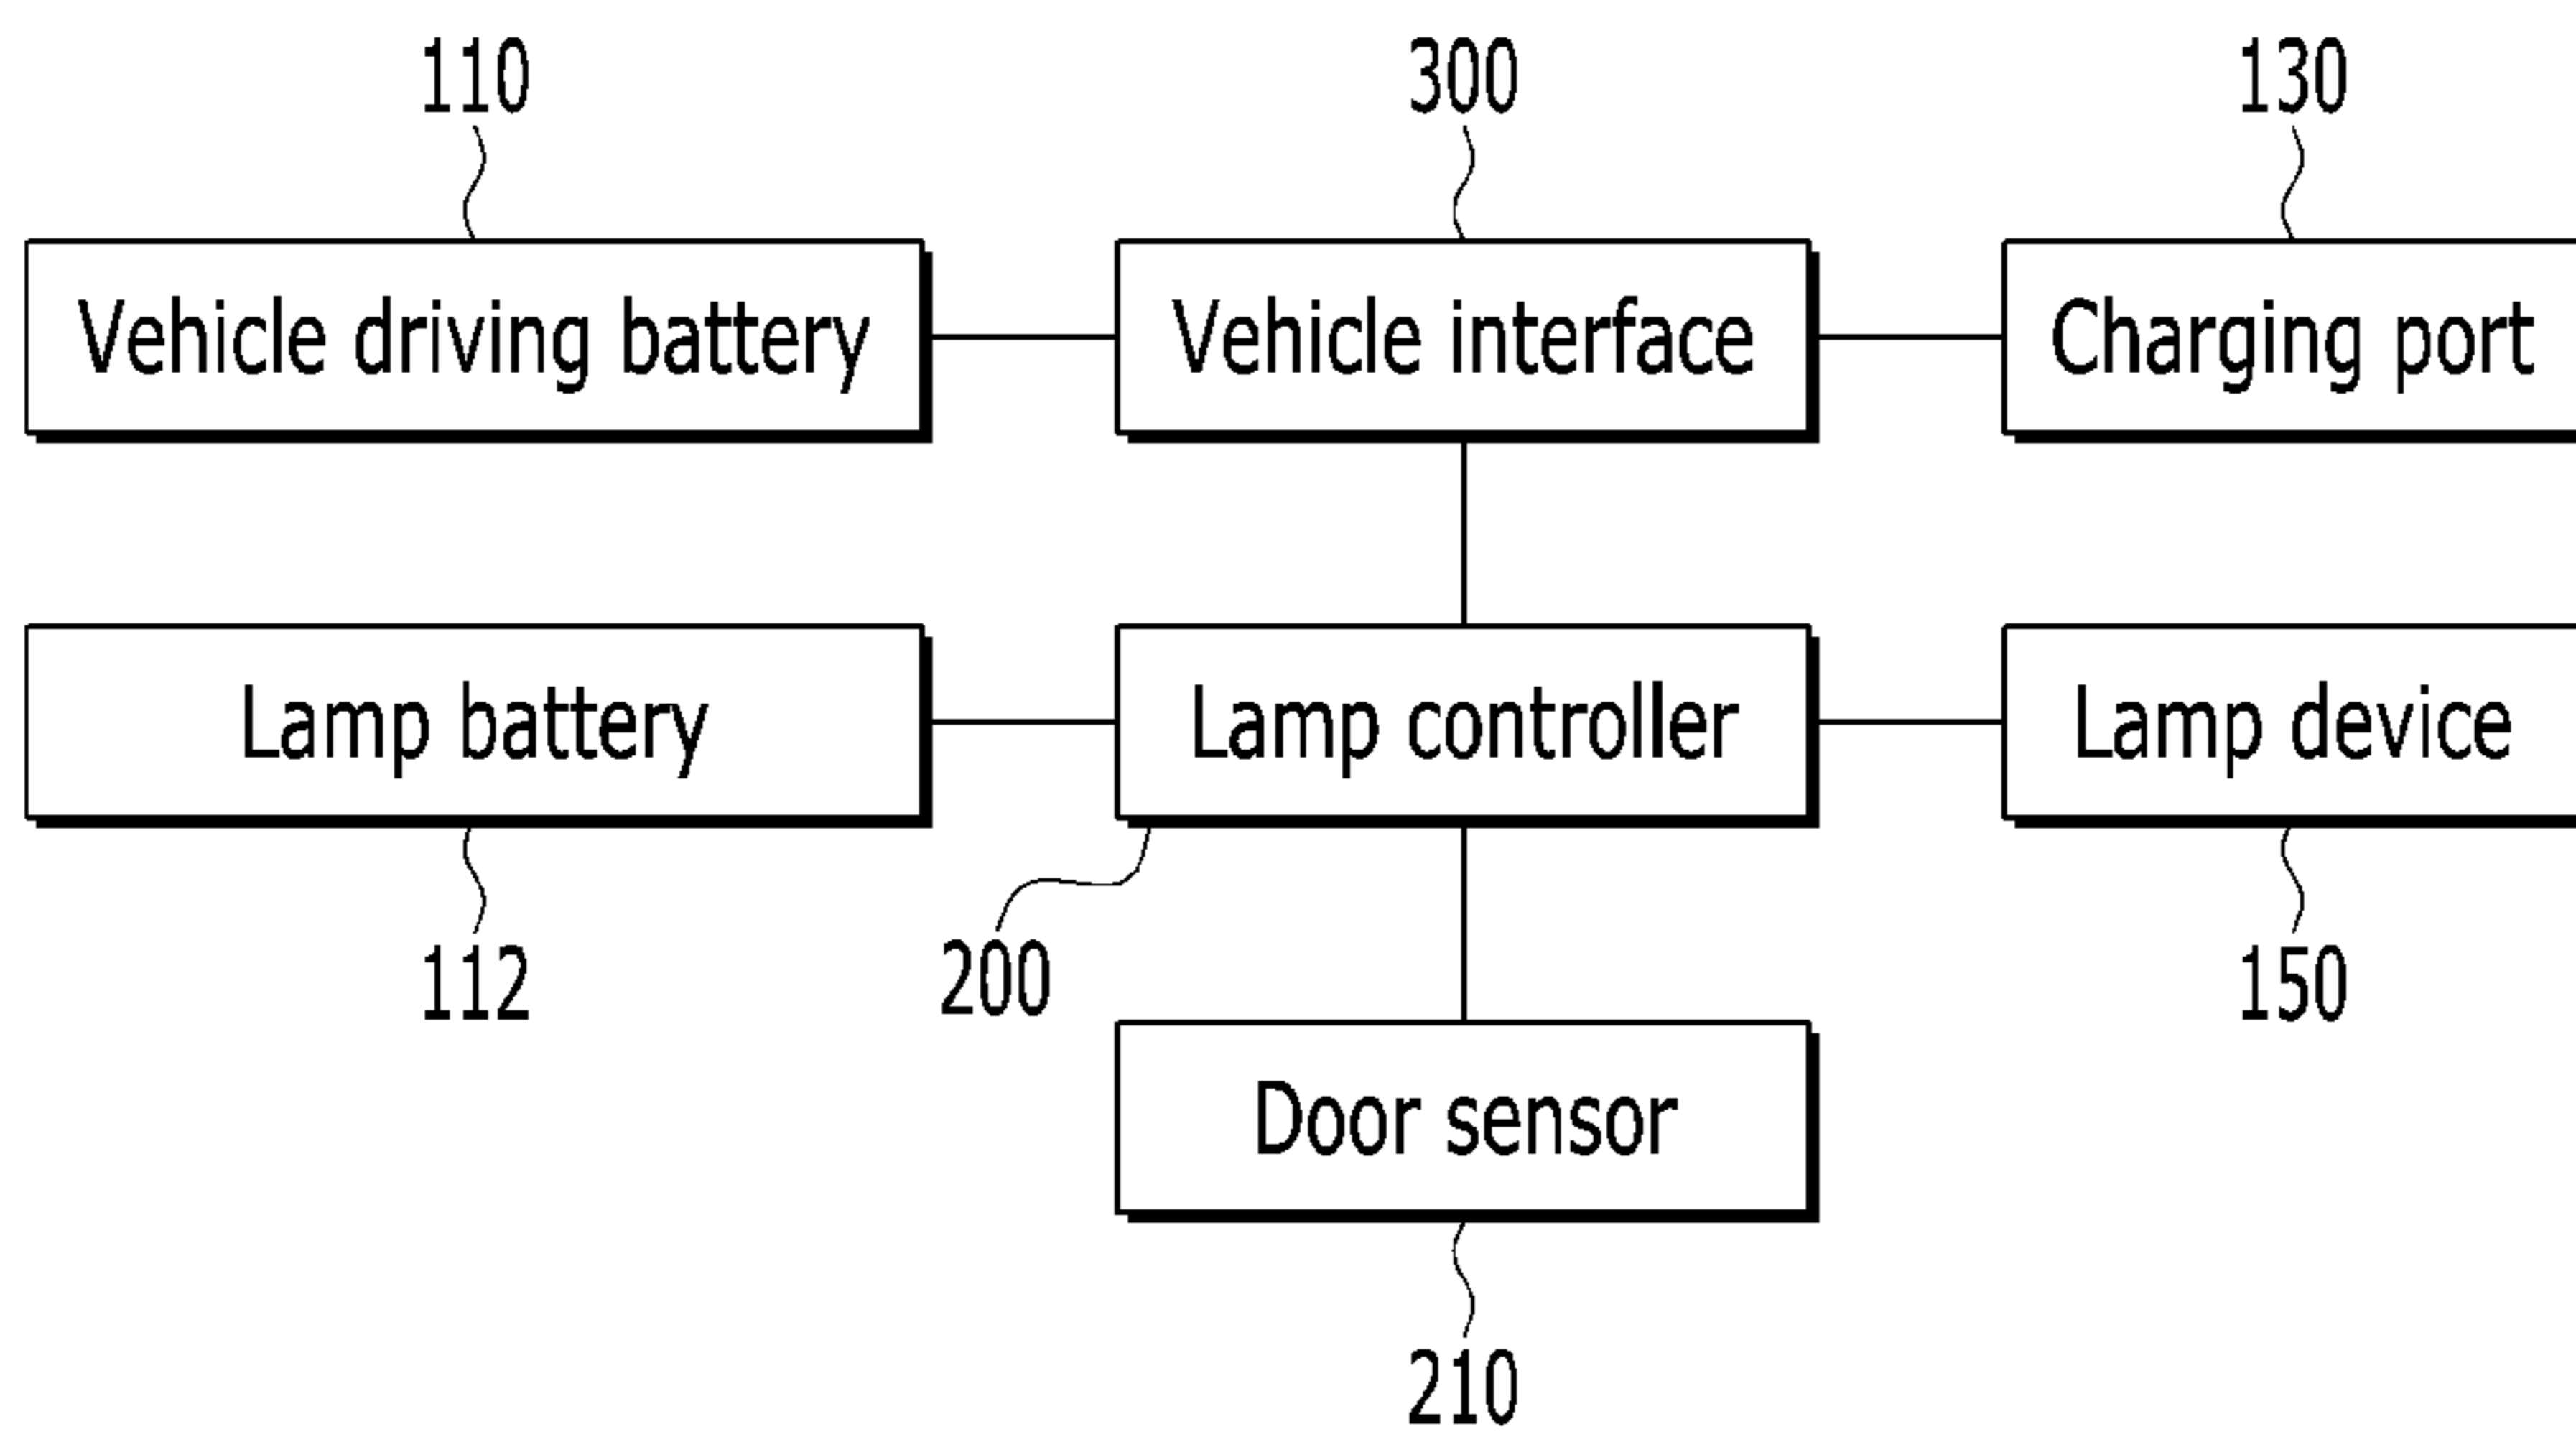 110
300
130
Vehicle driving battery
Vehicle interface
Charging port
Lamp battery
Lamp controller
Lamp device
112
200
150
Door sensor
210